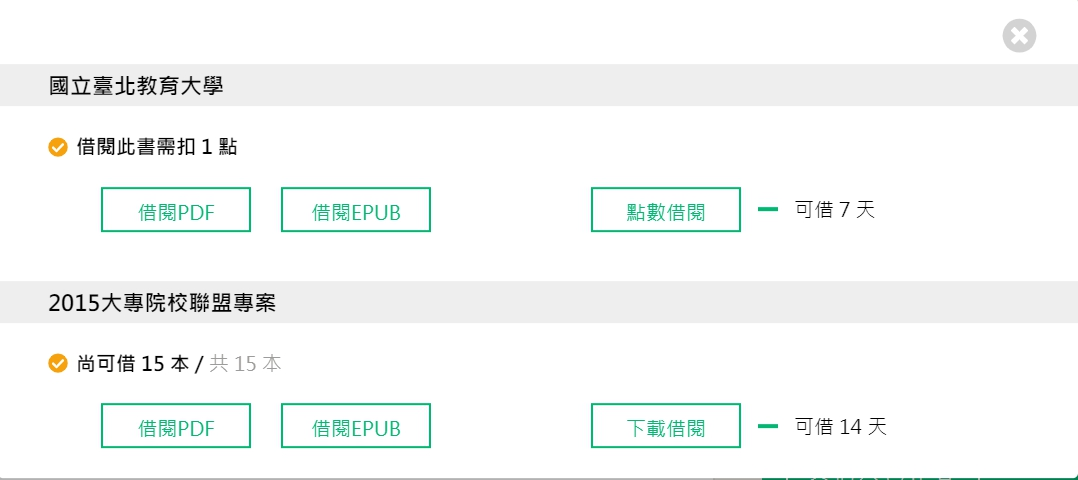 國立臺北教育大學
借閱此書需扣 1 點
借閱PDF 借閱EPUB 點數借閱 可借 7 天
2015大專院校聯盟專案
尚可借 15 本 / 共 15 本
借閱PDF 借閱EPUB 下載借閱 可借 14 天